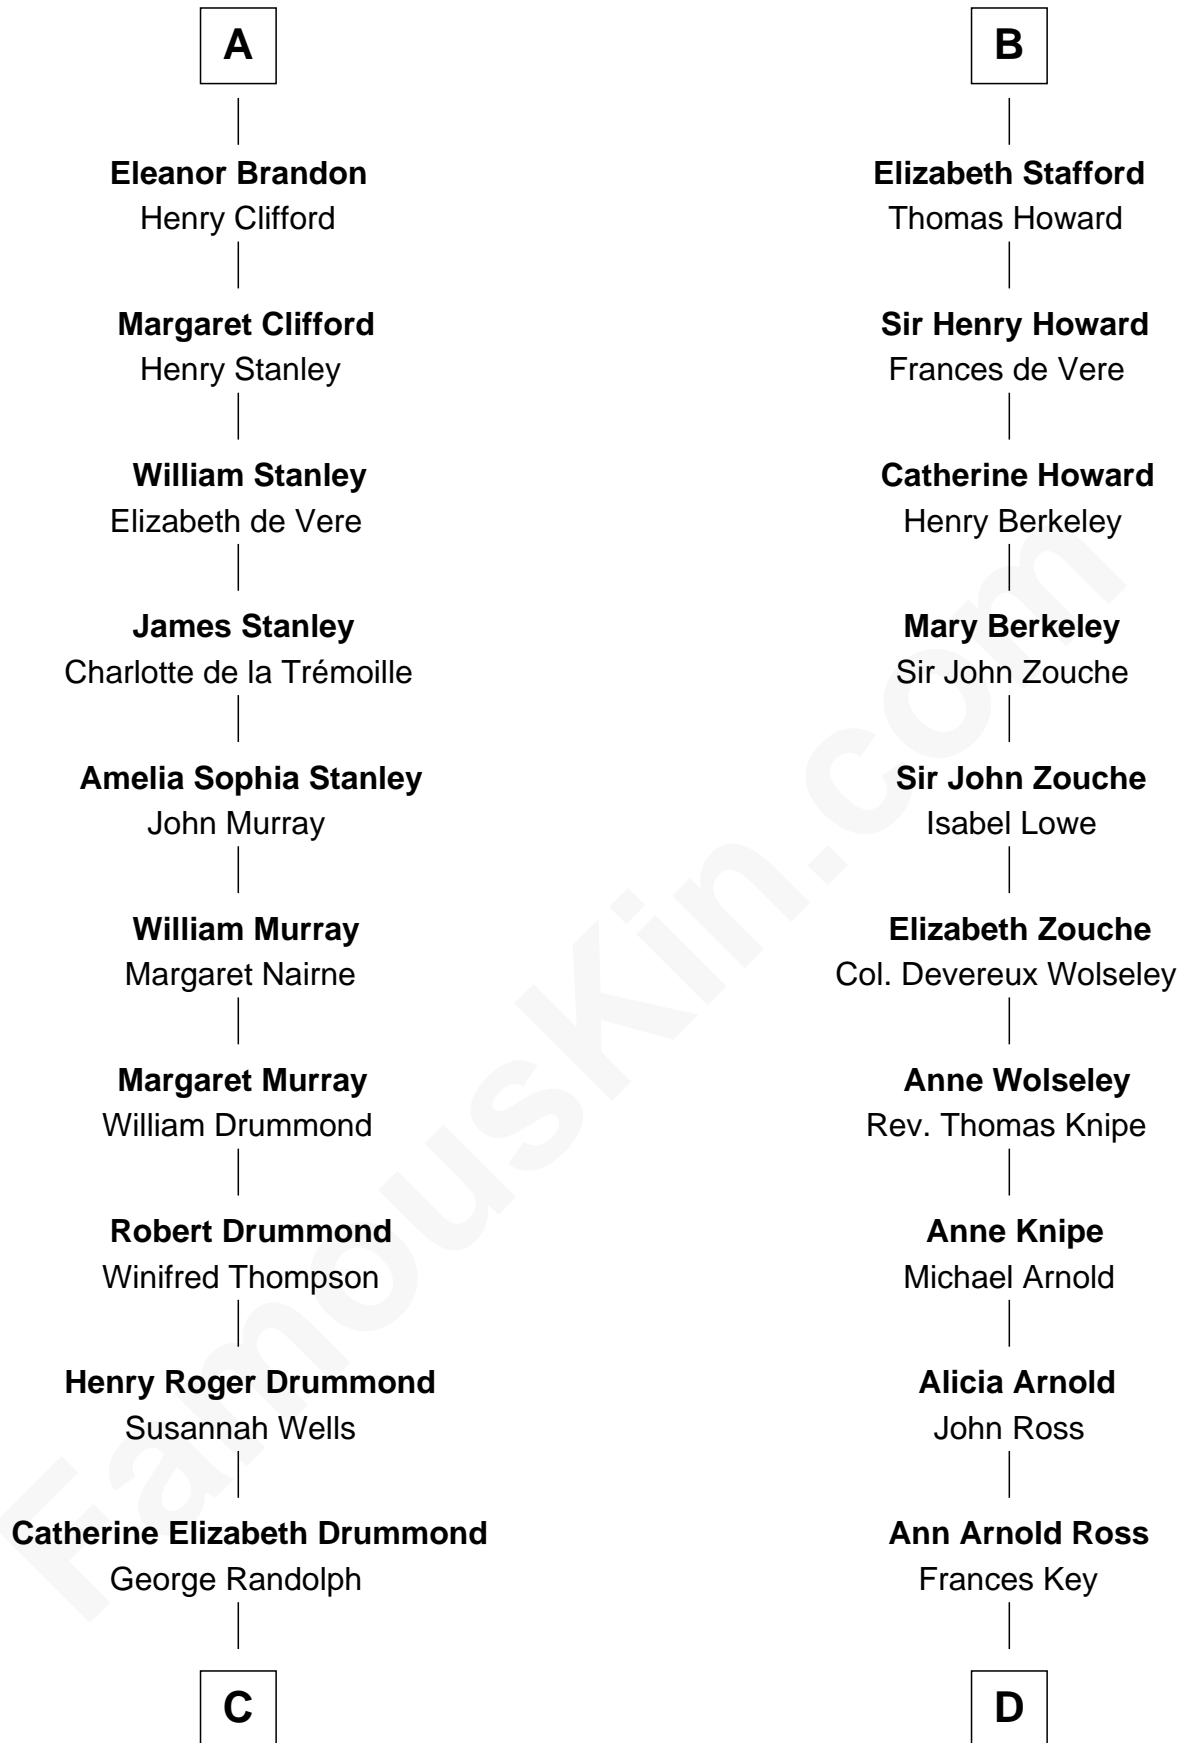 A
Eleanor Brandon
Henry Clifford
Margaret Clifford
Henry Stanley
William Stanley
Elizabeth de Vere
James Stanley
Charlotte de la Trémoille
Amelia Sophia Stanley
John Murray
William Murray
Margaret Nairne
Margaret Murray
William Drummond
Robert Drummond
Winifred Thompson
Henry Roger Drummond
Susannah Wells
Catherine Elizabeth Drummond
George Randolph
C
B
Elizabeth Stafford
Thomas Howard
Sir Henry Howard
Frances de Vere
Catherine Howard
Henry Berkeley
Mary Berkeley
Sir John Zouche
Sir John Zouche
Isabel Lowe
Elizabeth Zouche
Col. Devereux Wolseley
Anne Wolseley
Rev. Thomas Knipe
Anne Knipe
Michael Arnold
Alicia Arnold
John Ross
Ann Arnold Ross
Frances Key
D
FamousKin.com